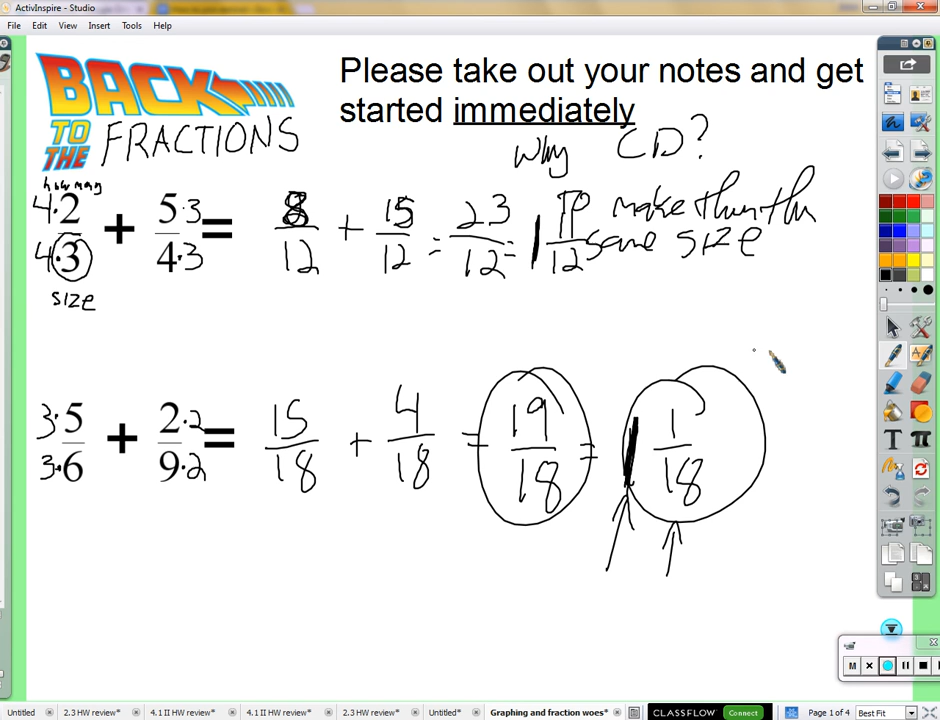 ActivInspire - Studio
File Edit View Insert Tools Help
BACK
TO
THE
FRACTIONS
Please take out your notes and get
started immediately
Why CD?
how many
4·2/4·3 + 5·3/4·3 = 8/12 + 15/12 = 23/12 = 1 11/12
To make them the
same size
size
3·5/3·6 + 2·2/9·2 = 15/18 + 4/18 = 19/18 = 1 1/18
Untitled 2.3 HW review* 4.1 II HW review* 4.1 II HW review* 2.3 HW review* Untitled* Graphing and fraction woes* CLASSFLOW Connect Page 1 of 4 Best Fit